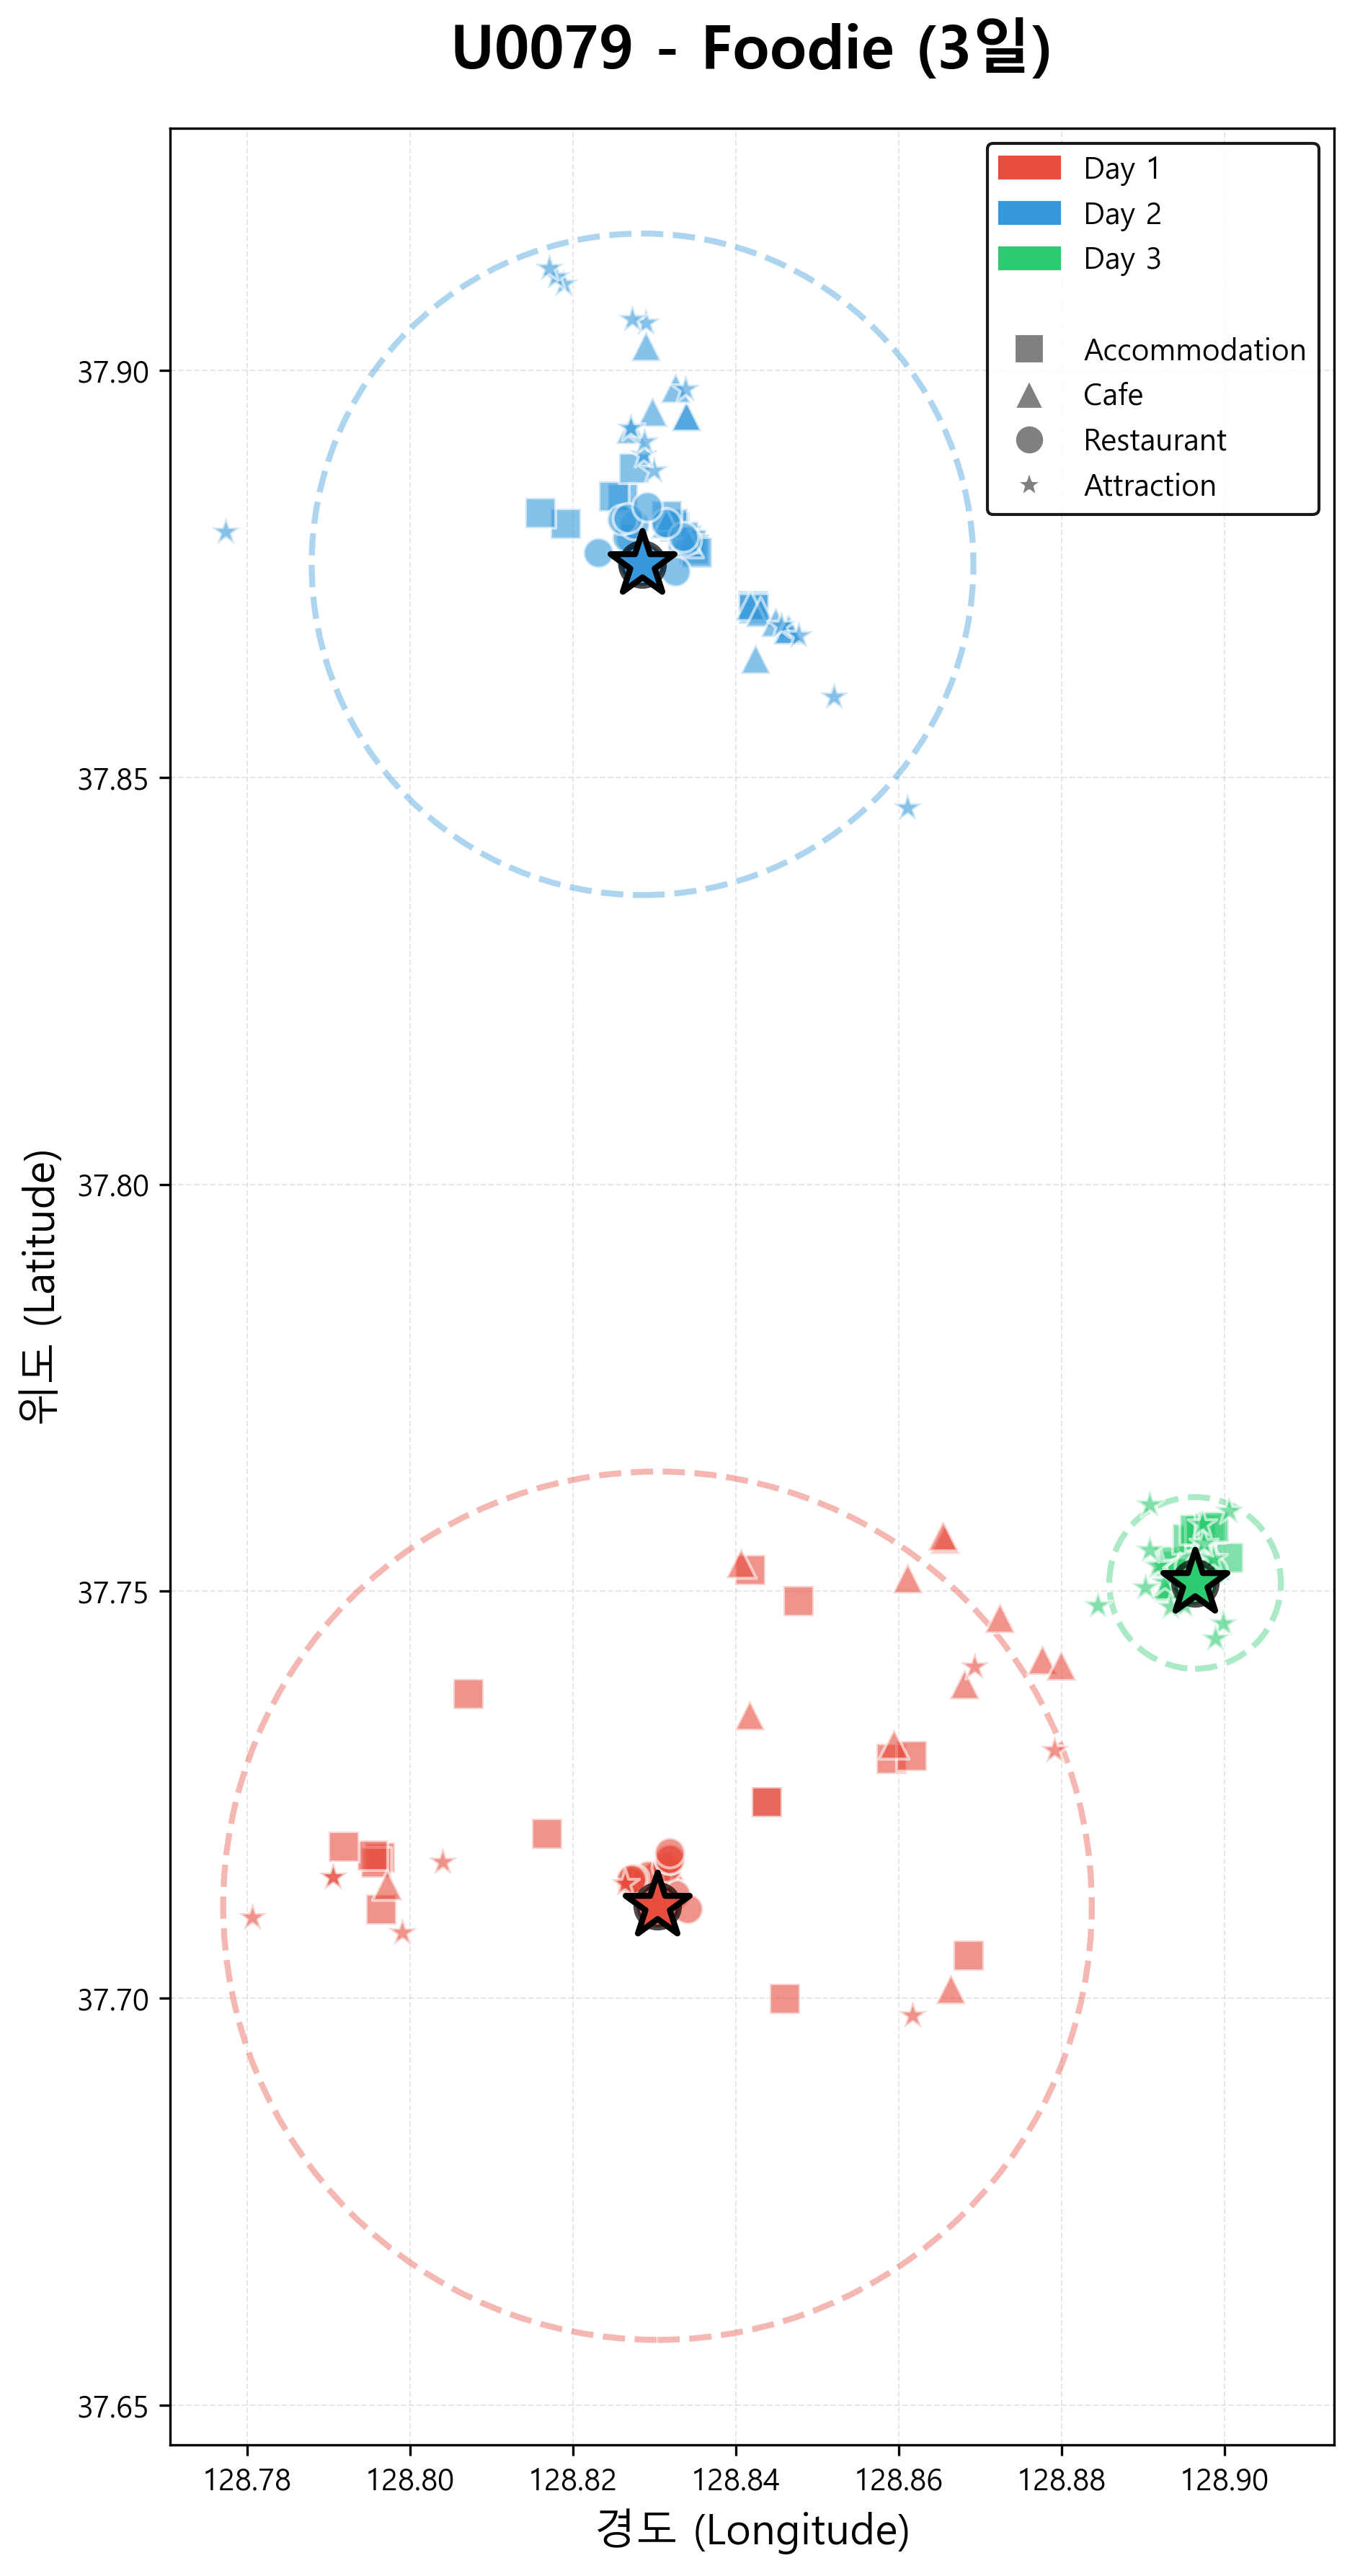 U0079 - Foodie (3일)
Day 1
Day 2
Day 3
Accommodation
Cafe
Restaurant
Attraction
37.90
37.85
37.80
37.75
37.70
37.65
위도 (Latitude)
128.78 128.80 128.82 128.84 128.86 128.88 128.90
경도 (Longitude)